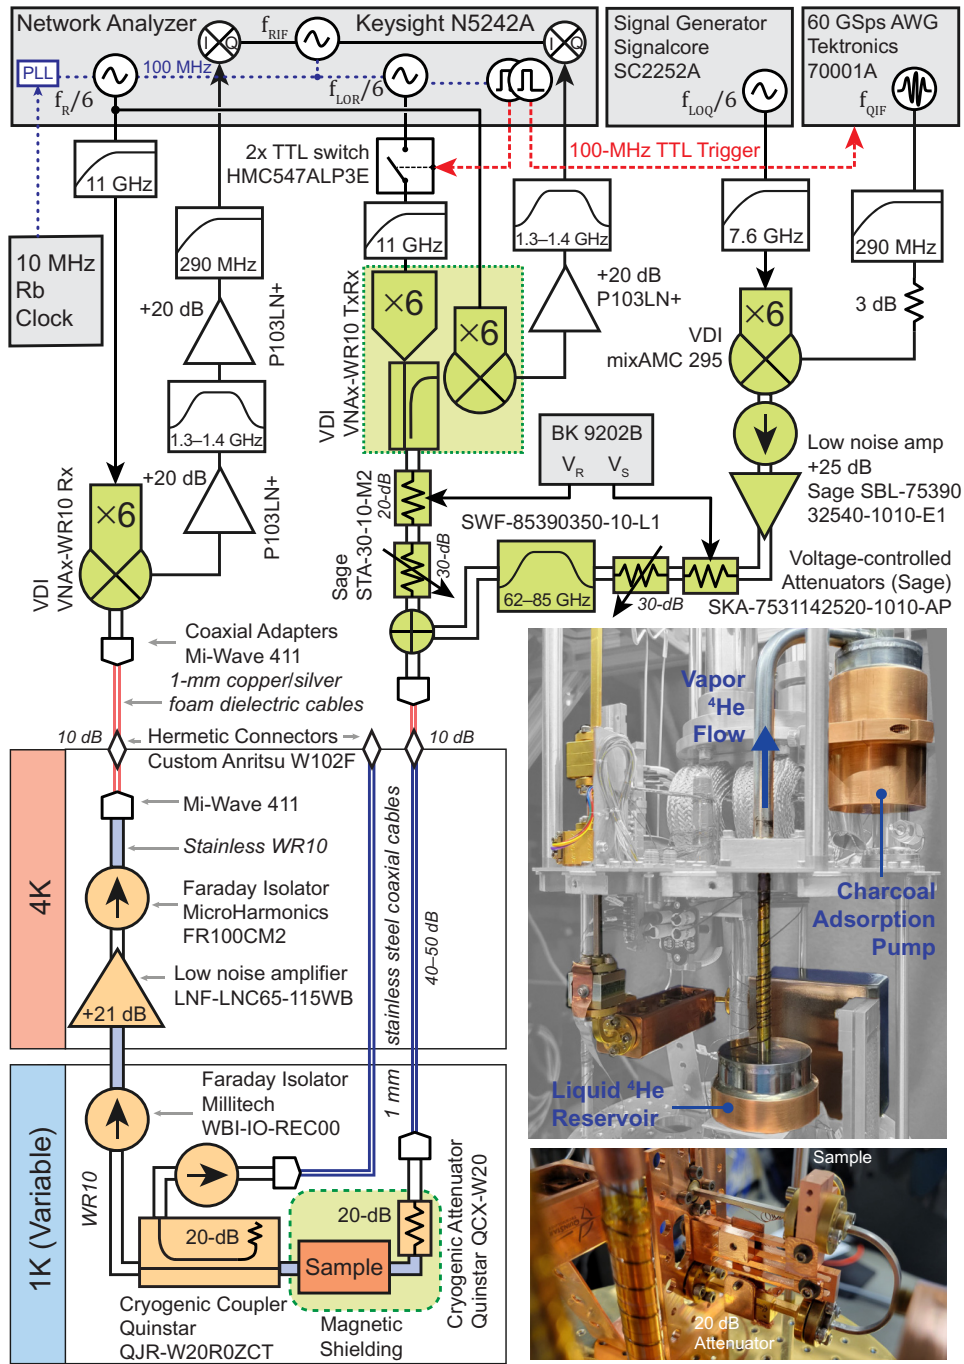 Network Analyzer
Keysight N5242A
f_RIF
I Q
I Q
PLL
100 MHz
f_R/6
f_LOR/6
Signal Generator
Signalcore
SC2252A
f_LOQ/6
60 GSps AWG
Tektronics
70001A
f_QIF
2x TTL switch
HMC547ALP3E
100-MHz TTL Trigger
11 GHz
290 MHz
11 GHz
1.3–1.4 GHz
7.6 GHz
290 MHz
10 MHz
Rb
Clock
+20 dB
P103LN+
1.3–1.4 GHz
+20 dB
P103LN+
×6
VDI
VNAx-WR10 Rx
VDI
VNAx-WR10 TxRx
×6
×6
+20 dB
P103LN+
×6
VDI
mixAMC 295
3 dB
Low noise amp
+25 dB
Sage SBL-75390
32540-1010-E1
BK 9202B
V_R V_S
20-dB
30-dB
Sage
STA-30-10-M2
SWF-85390350-10-L1
62–85 GHz
30-dB
Voltage-controlled
Attenuators (Sage)
SKA-7531142520-1010-AP
Coaxial Adapters
Mi-Wave 411
1-mm copper/silver
foam dielectric cables
10 dB
Hermetic Connectors
Custom Anritsu W102F
10 dB
4K
Mi-Wave 411
Stainless WR10
Faraday Isolator
MicroHarmonics
FR100CM2
Low noise amplifier
LNF-LNC65-115WB
+21 dB
1 mm stainless steel coaxial cables
40–50 dB
1K (Variable)
Faraday Isolator
Millitech
WBI-IO-REC00
WR10
20-dB
Cryogenic Coupler
Quinstar
QJR-W20R0ZCT
20-dB
Sample
Magnetic
Shielding
Cryogenic Attenuator
Quinstar QCX-W20
Vapor
⁴He
Flow
Charcoal
Adsorption
Pump
Liquid ⁴He
Reservoir
Sample
20 dB
Attenuator